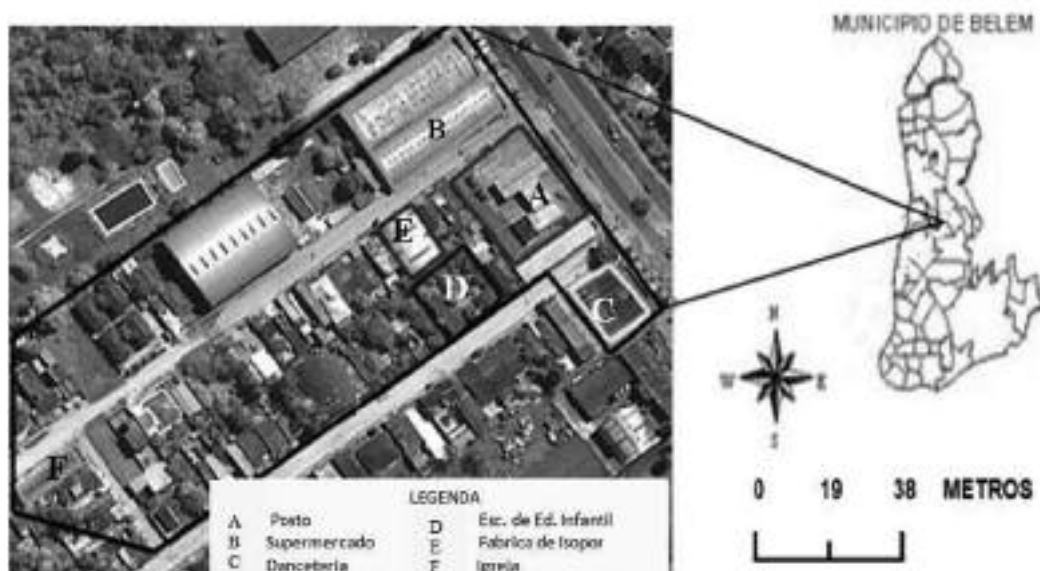 MUNICIPIO DE BELEM
B
A
E
D
C
F
N
W E
S
0 19 38 METROS
LEGENDA
A Posto
B Supermercado
C Danceteria
D Esc. de Ed. Infantil
E Fabrica de Isopor
F Igreja